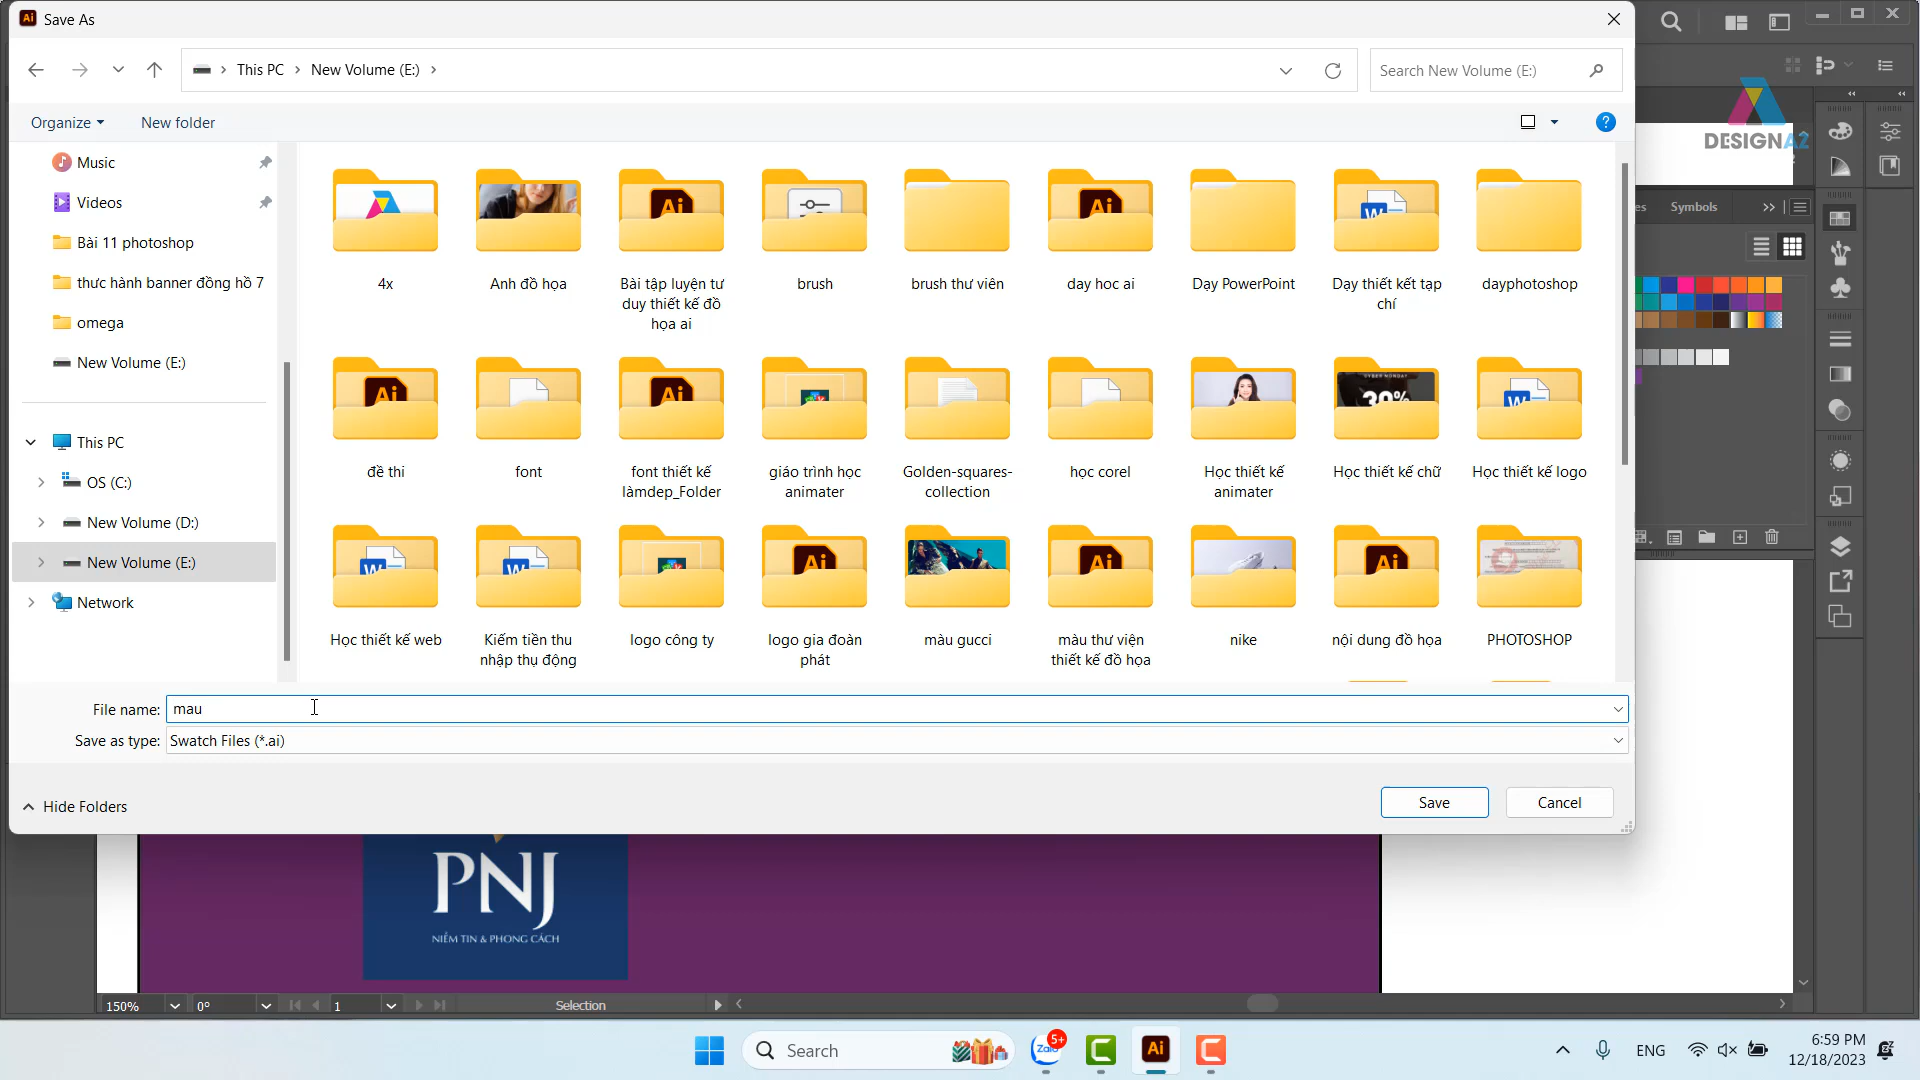 Save As
This PC
New Volume (E:)
Search New Volume (E:)
Organize
New folder
Music
Videos
Bài 11 photoshop
thực hành banner đồng hồ 7
omega
New Volume (E:)
This PC
OS (C:)
New Volume (D:)
New Volume (E:)
Network
4x
Anh đồ họa
Bài tập luyện tư
duy thiết kế đồ
họa ai
brush
brush thư viên
day hoc ai
Dạy PowerPoint
Dạy thiết kết tạp
chí
dayphotoshop
đề thi
font
font thiết kế
làmdep_Folder
giáo trình học
animater
Golden-squares-
collection
học corel
Học thiết kế
animater
Học thiết kế chữ
Học thiết kế logo
Học thiết kế web
Kiếm tiền thu
nhập thụ động
logo công ty
logo gia đoàn
phát
màu gucci
màu thư viện
thiết kế đồ họa
nike
nội dung đồ họa
PHOTOSHOP
File name: mau
Save as type: Swatch Files (*.ai)
Hide Folders
Save
Cancel
DESIGNA2
Symbols
PNJ
NIỀM TIN & PHONG CÁCH
150%
0°
1
Selection
Search
Zalo
5+
Ai
ENG
6:59 PM
12/18/2023